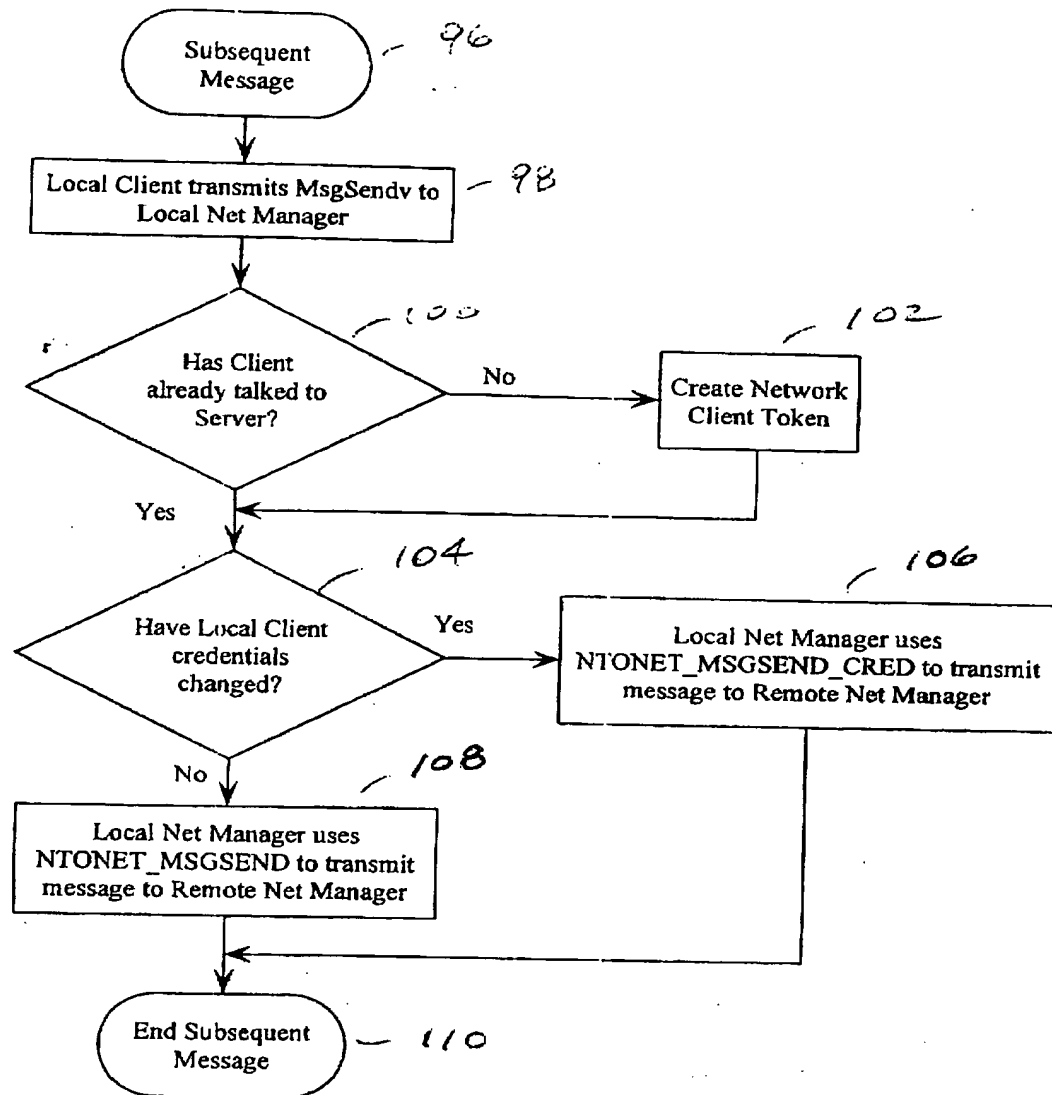 Subsequent
Message
96
Local Client transmits MsgSendv to
Local Net Manager
98
100
Has Client
already talked to
Server?
No
102
Create Network
Client Token
Yes
104
Have Local Client
credentials
changed?
Yes
106
Local Net Manager uses
NTONET_MSGSEND_CRED to transmit
message to Remote Net Manager
No
108
Local Net Manager uses
NTONET_MSGSEND to transmit
message to Remote Net Manager
End Subsequent
Message
110